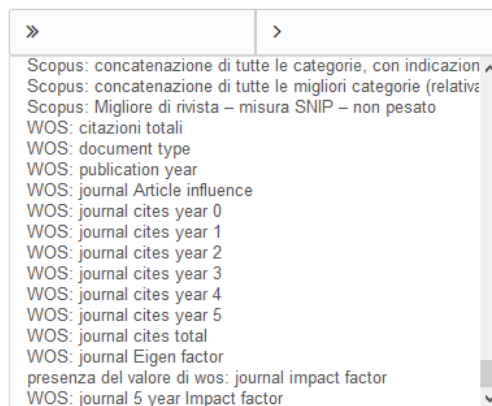 » >
Scopus: concatenazione di tutte le categorie, con indicazion
Scopus: concatenazione di tutte le migliori categorie (relativa
Scopus: Migliore di rivista – misura SNIP – non pesato
WOS: citazioni totali
WOS: document type
WOS: publication year
WOS: journal Article influence
WOS: journal cites year 0
WOS: journal cites year 1
WOS: journal cites year 2
WOS: journal cites year 3
WOS: journal cites year 4
WOS: journal cites year 5
WOS: journal cites total
WOS: journal Eigen factor
presenza del valore di wos: journal impact factor
WOS: journal 5 year Impact factor